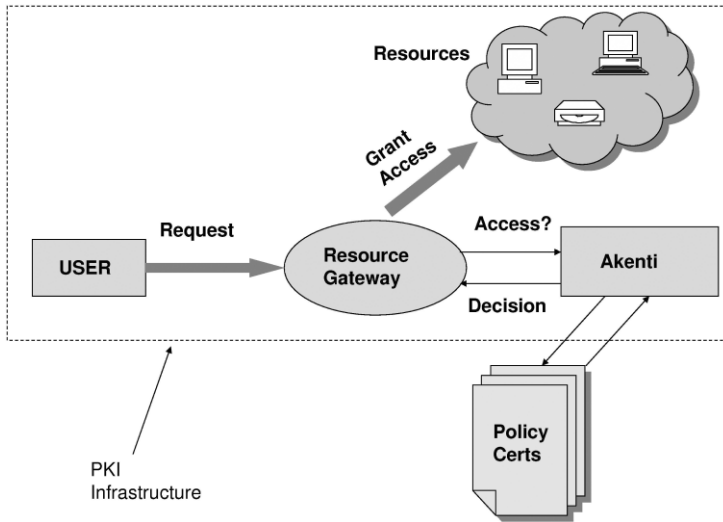 Resources
Grant
Access
Request
Access?
USER
Resource
Gateway
Akenti
Decision
Policy
Certs
PKI
Infrastructure